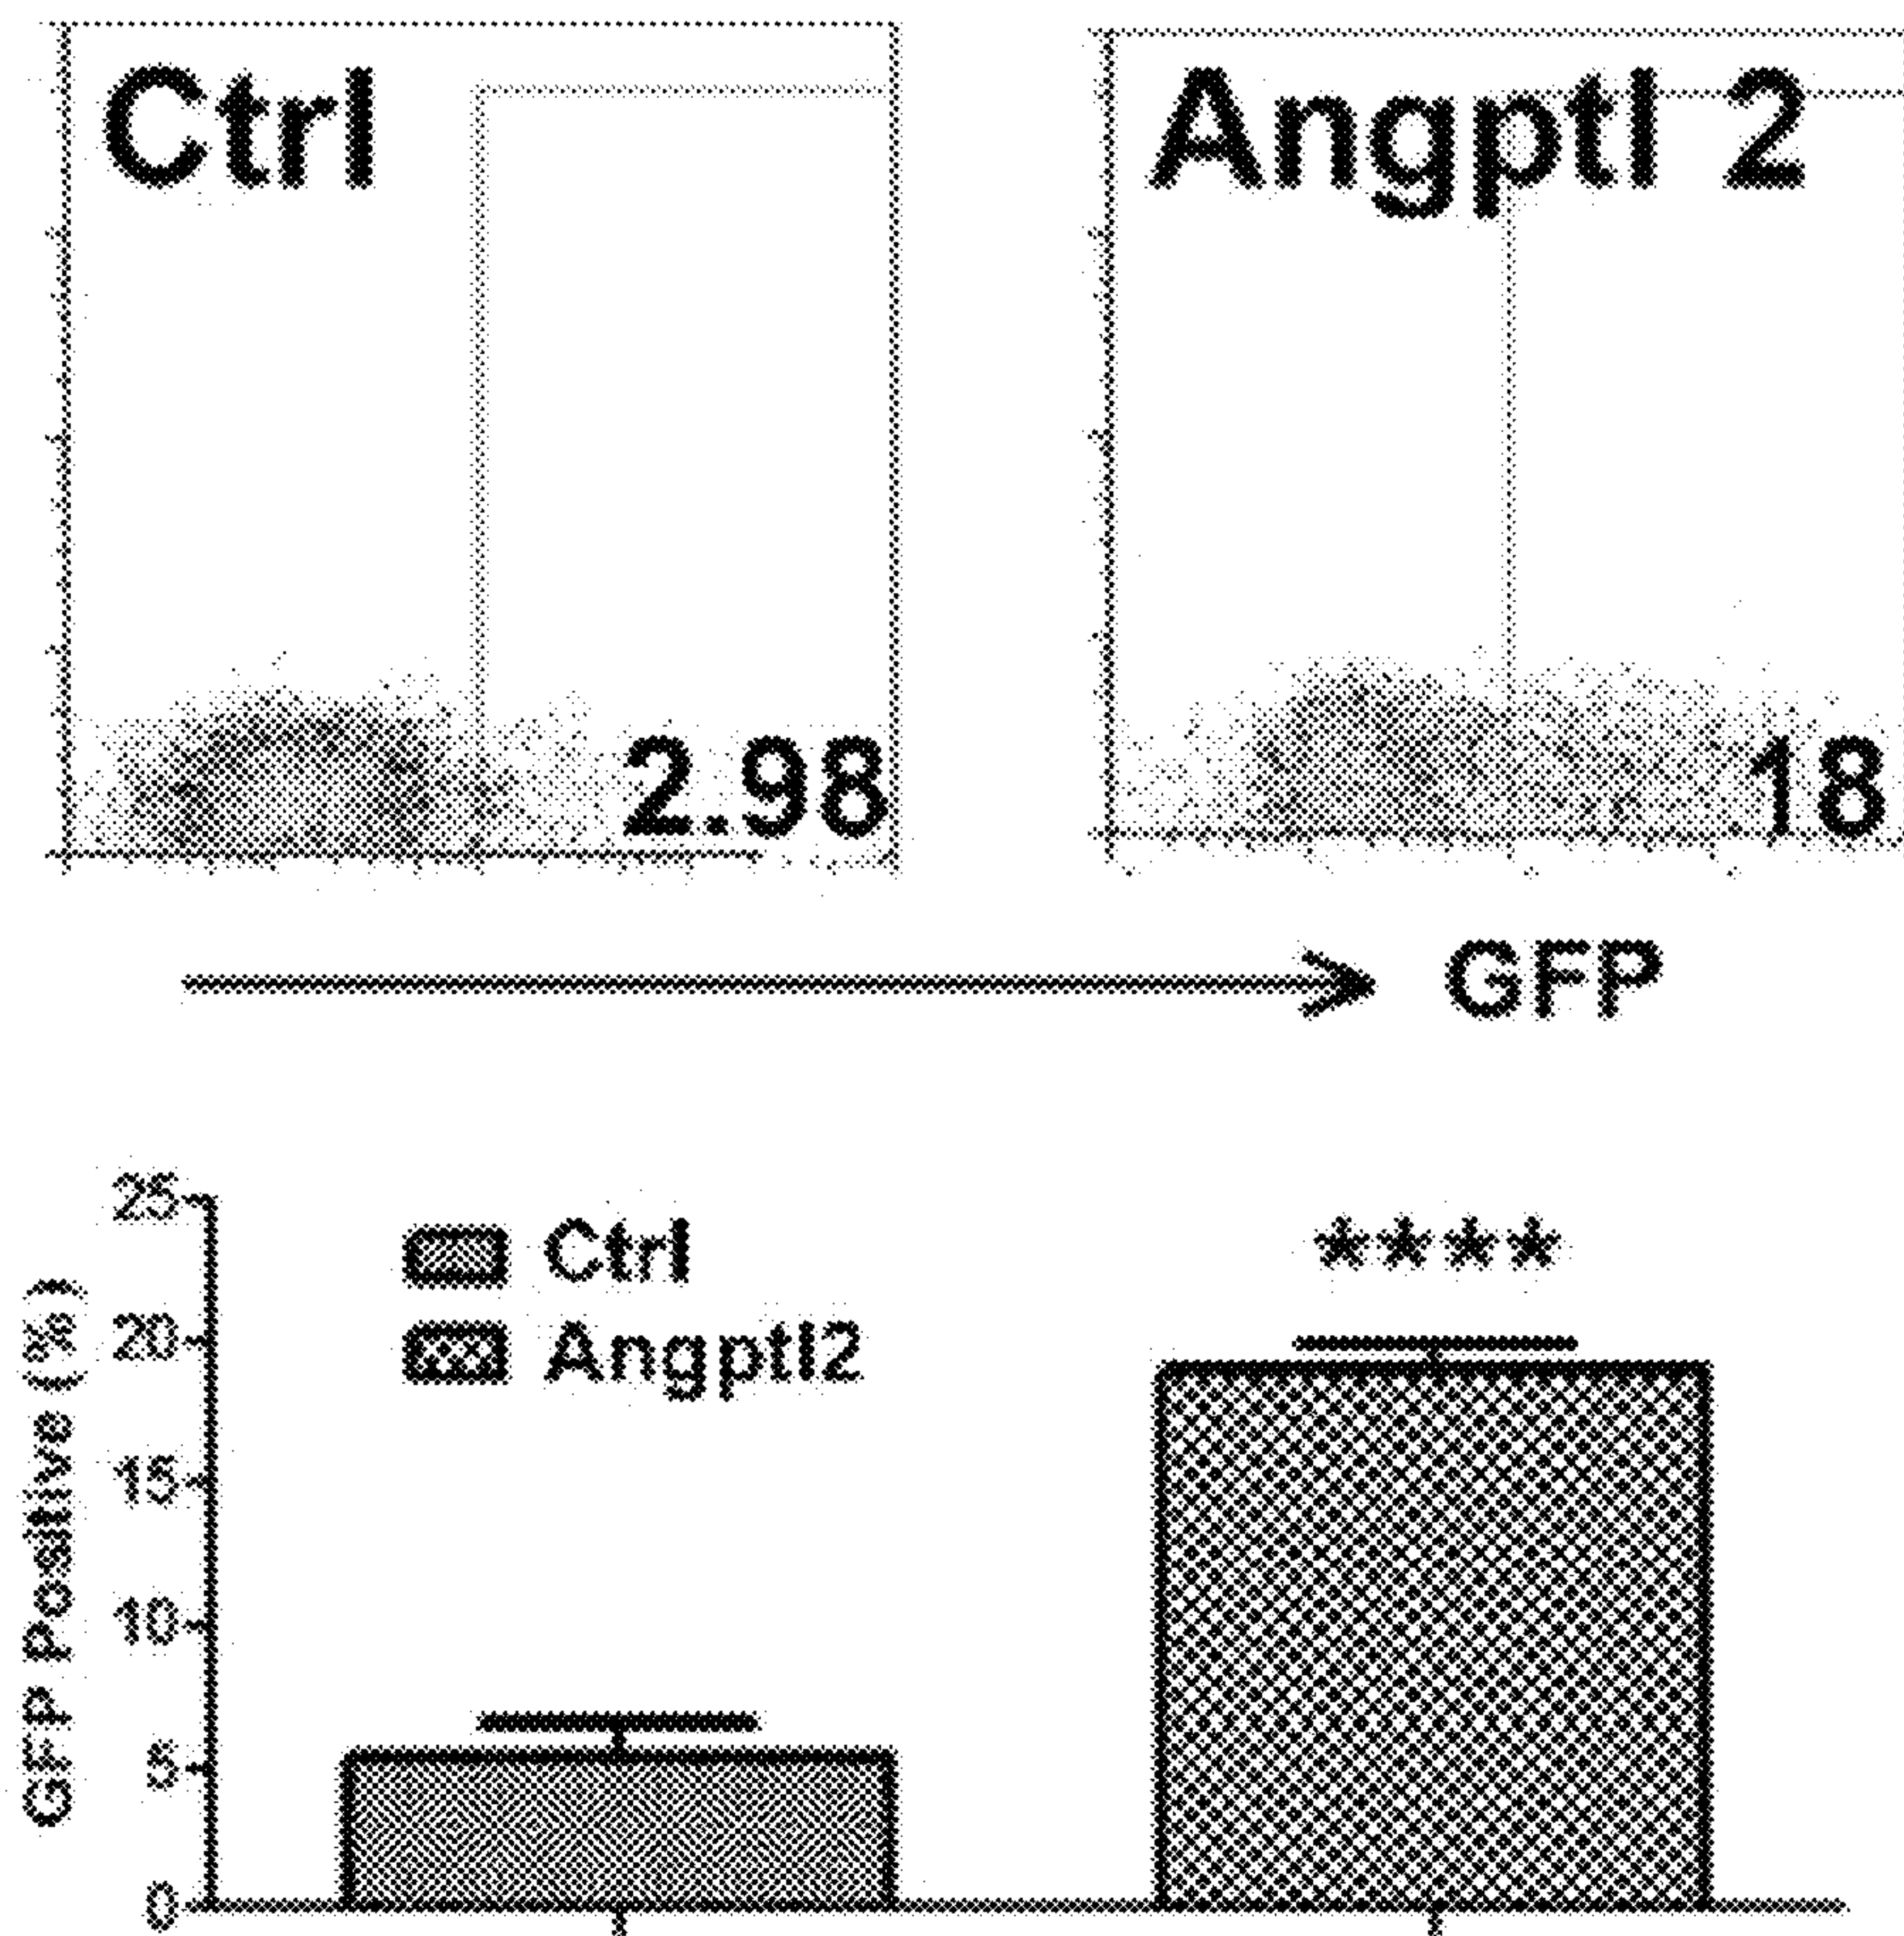 Ctrl
Angptl 2
2.98
18
GFP
25
20
15
10
5
0
GFP Positive (%)
Ctrl
Angptl2
****